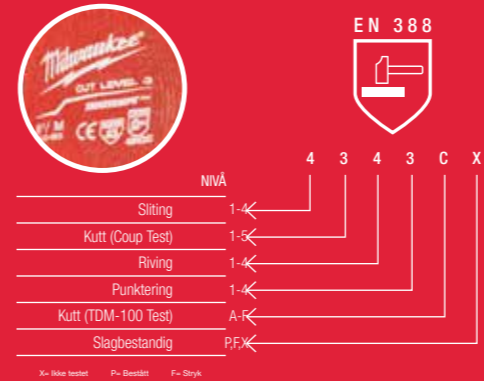 Milwaukee
CUT LEVEL 3
CE
EN 388
4 3 4 3 C X
NIVÅ
Sliting 1-4
Kutt (Coup Test) 1-5
Riving 1-4
Punktering 1-4
Kutt (TDM-100 Test) A-F
Slagbestandig P,F,X
X= Ikke testet P= Bestått F= Stryk